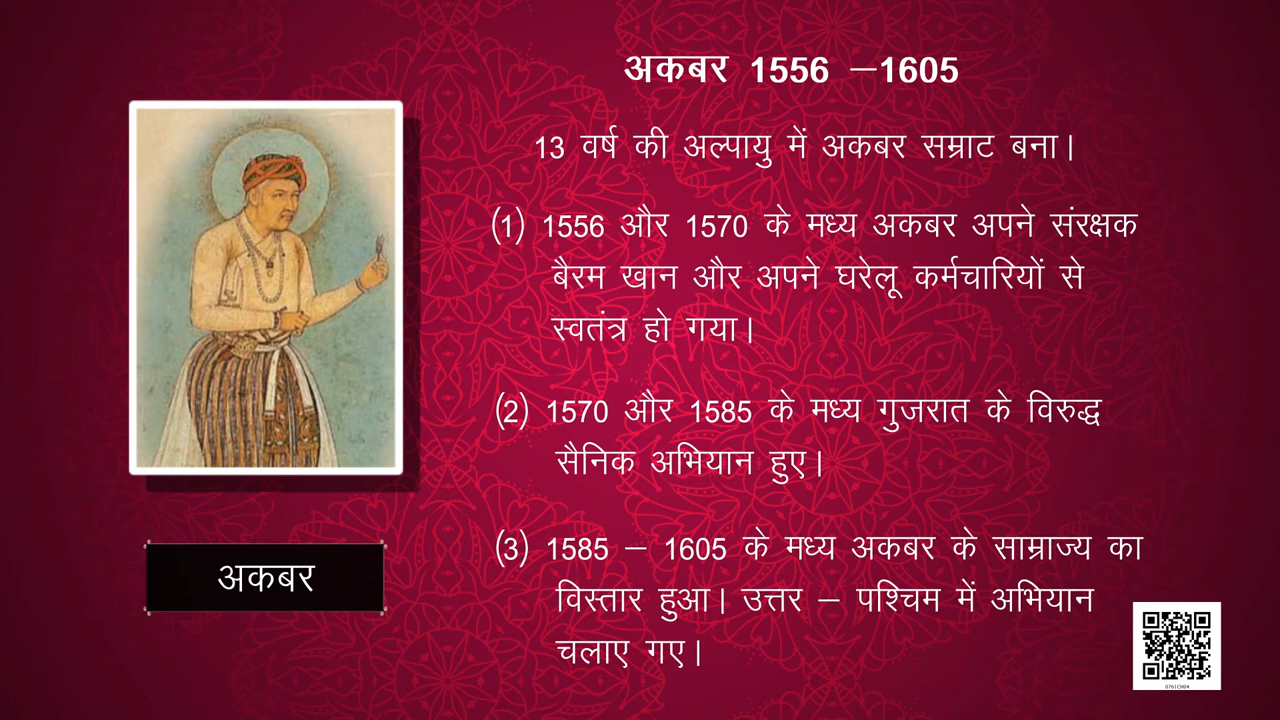 अकबर 1556 –1605
13 वर्ष की अल्पायु में अकबर सम्राट बना।
(1) 1556 और 1570 के मध्य अकबर अपने संरक्षक
बैरम खान और अपने घरेलू कर्मचारियों से
स्वतंत्र हो गया।
(2) 1570 और 1585 के मध्य गुजरात के विरुद्ध
सैनिक अभियान हुए।
(3) 1585 – 1605 के मध्य अकबर के साम्राज्य का
विस्तार हुआ। उत्तर – पश्चिम में अभियान
चलाए गए।
अकबर
0761CH04